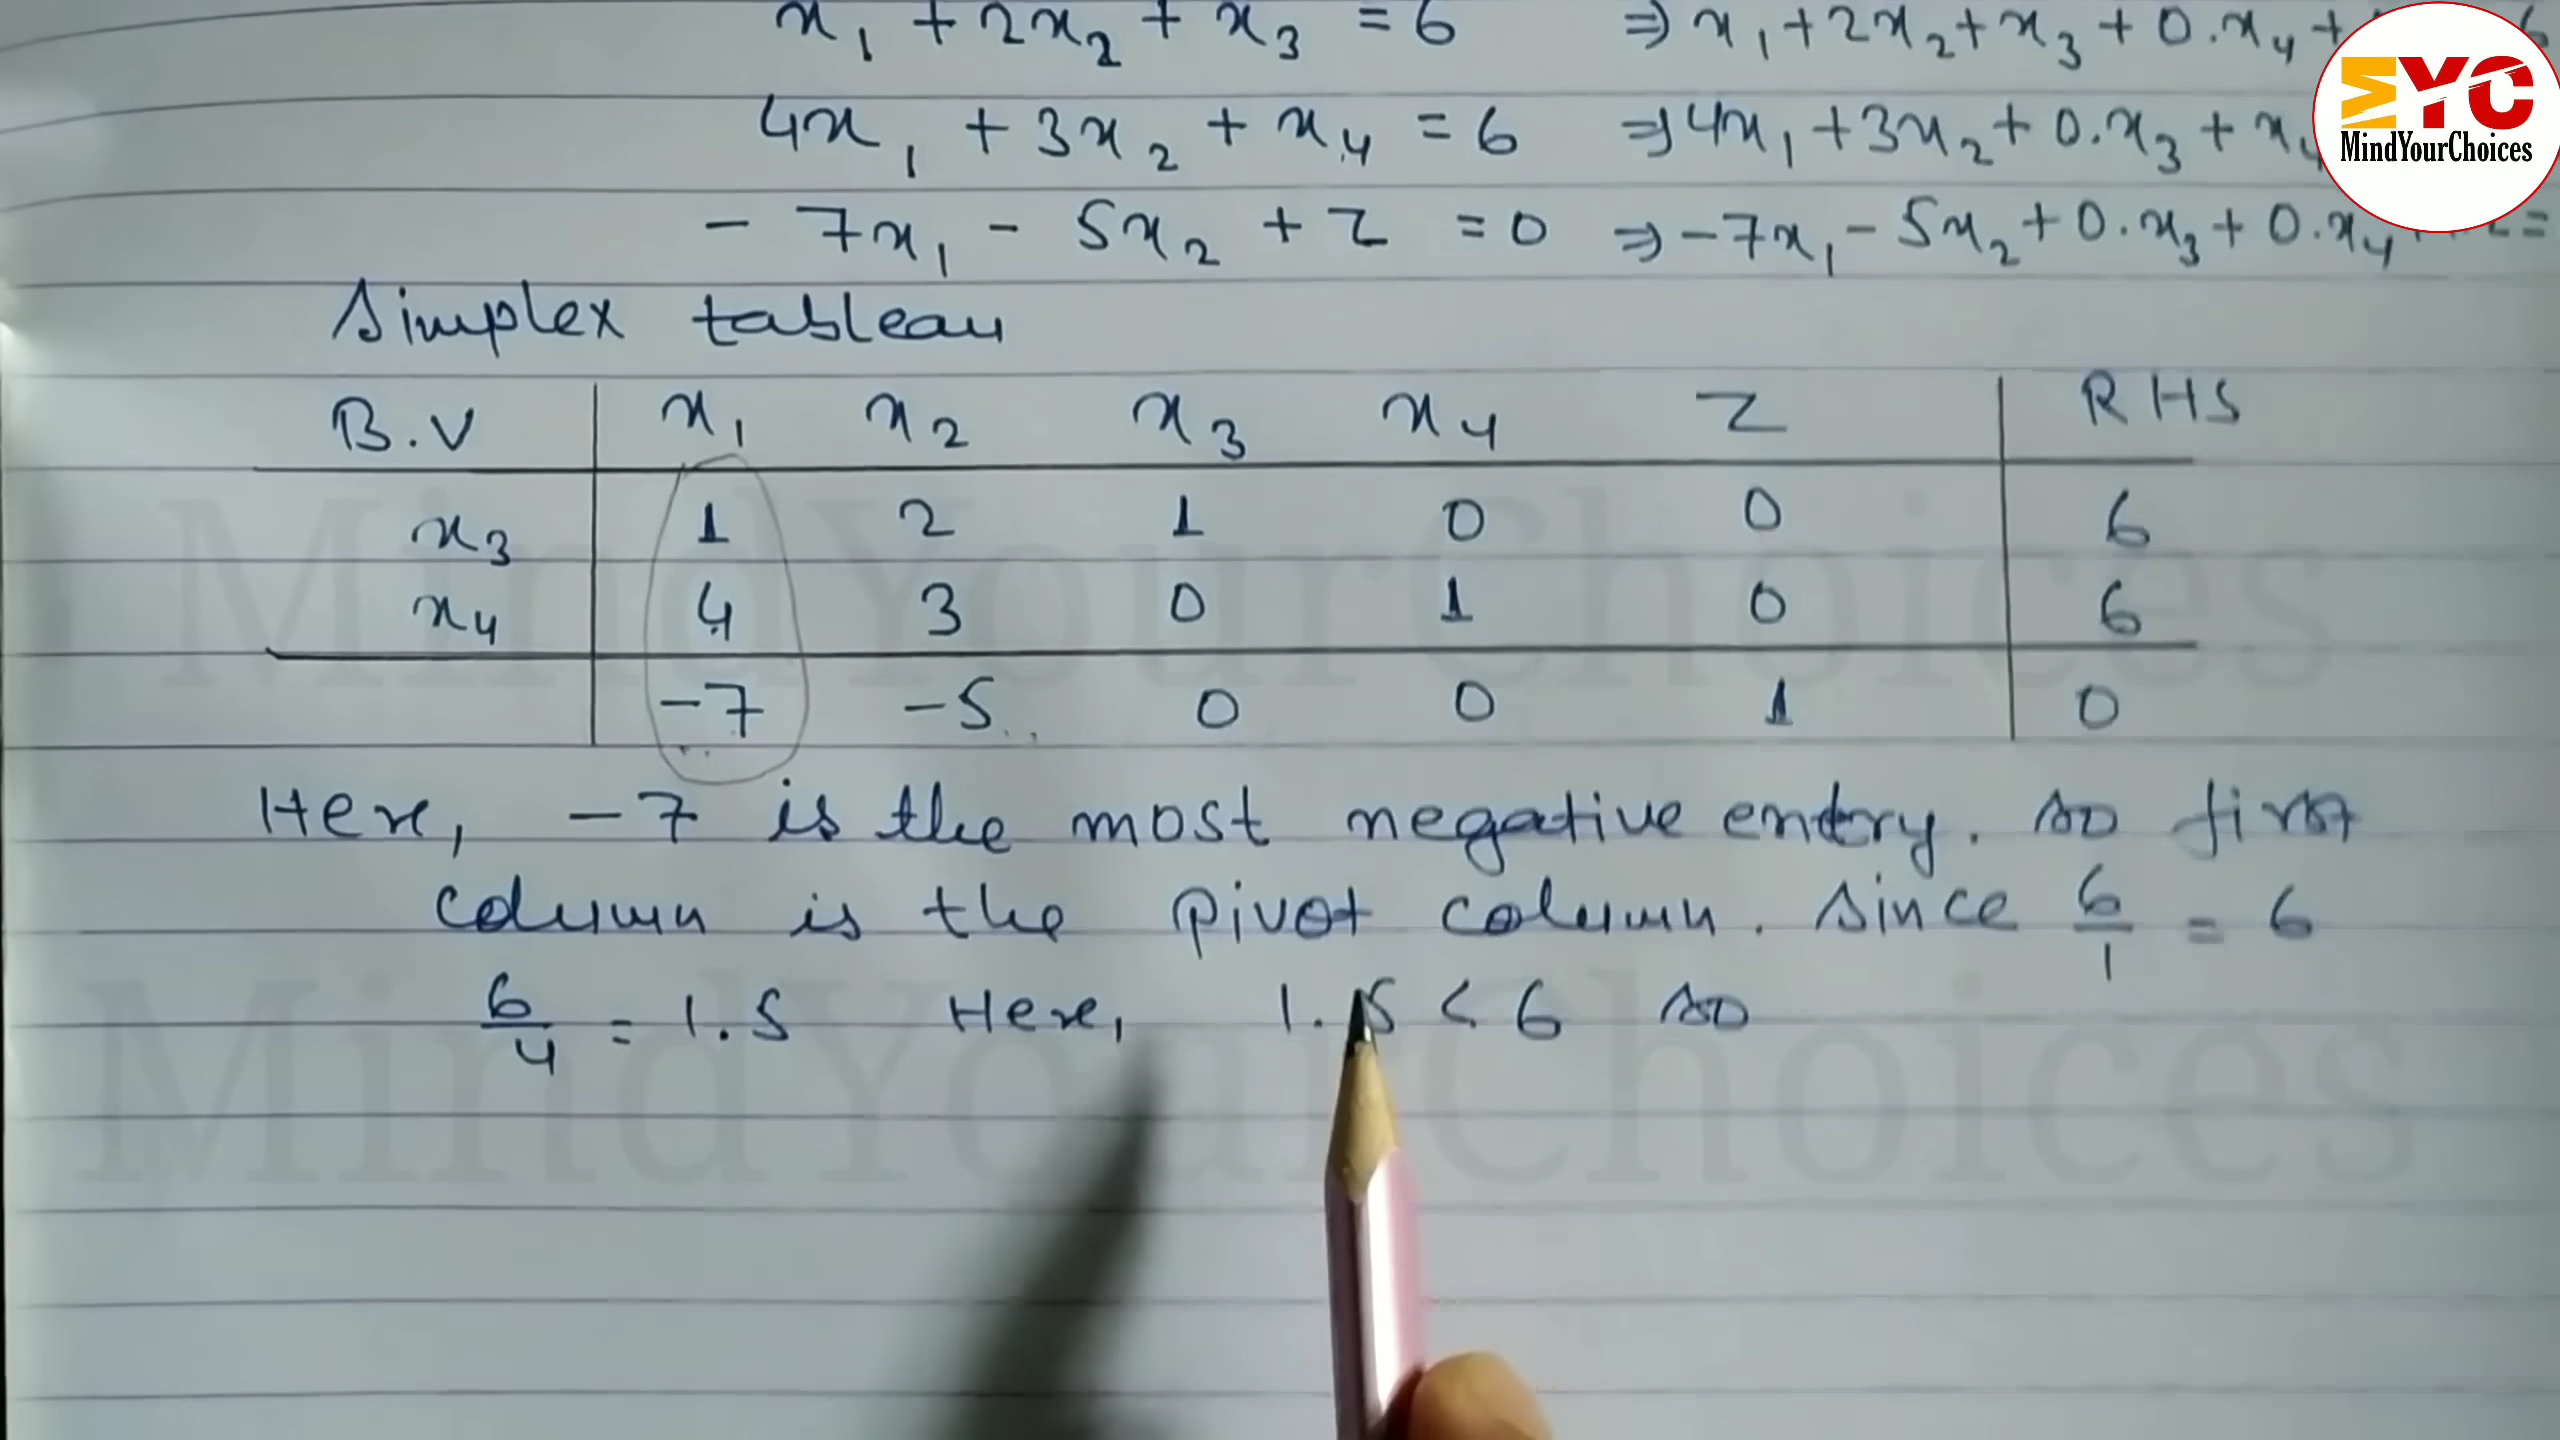 x₁ + 2x₂ + x₃ = 6 ⇒ x₁ + 2x₂ + x₃ + 0.x₄ + 6
4x₁ + 3x₂ + x₄ = 6 ⇒ 4x₁ + 3x₂ + 0.x₃ + x₄
- 7x₁ - 5x₂ + Z = 0 ⇒ -7x₁ - 5x₂ + 0.x₃ + 0.x₄ + Z =
MYC
MindYourChoices
Simplex tableau
B.V x₁ x₂ x₃ x₄ Z RHS
x₃ 1 2 1 0 0 6
x₄ 4 3 0 1 0 6
-7 -5 0 0 1 0
Here, -7 is the most negative entry. so first
column is the pivot column. Since 6/1 = 6
6/4 = 1.5 Here, 1.5 < 6 so
MindYourChoices
MindYourChoices